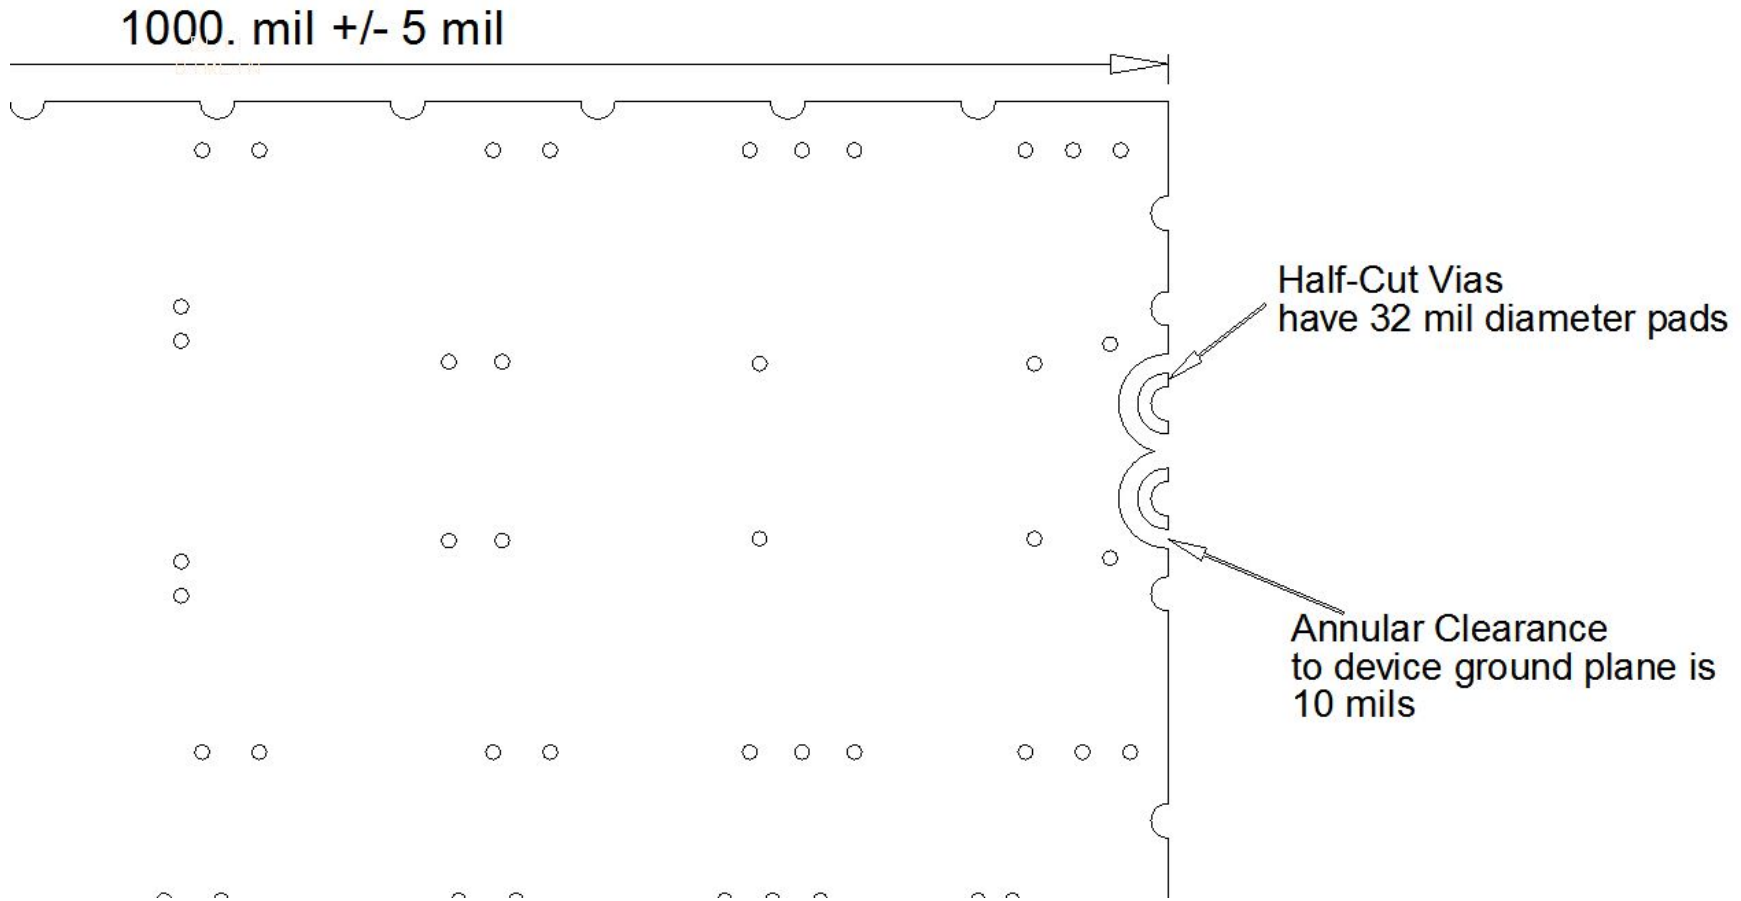 1000. mil +/- 5 mil
Half-Cut Vias
have 32 mil diameter pads
Annular Clearance
to device ground plane is
10 mils